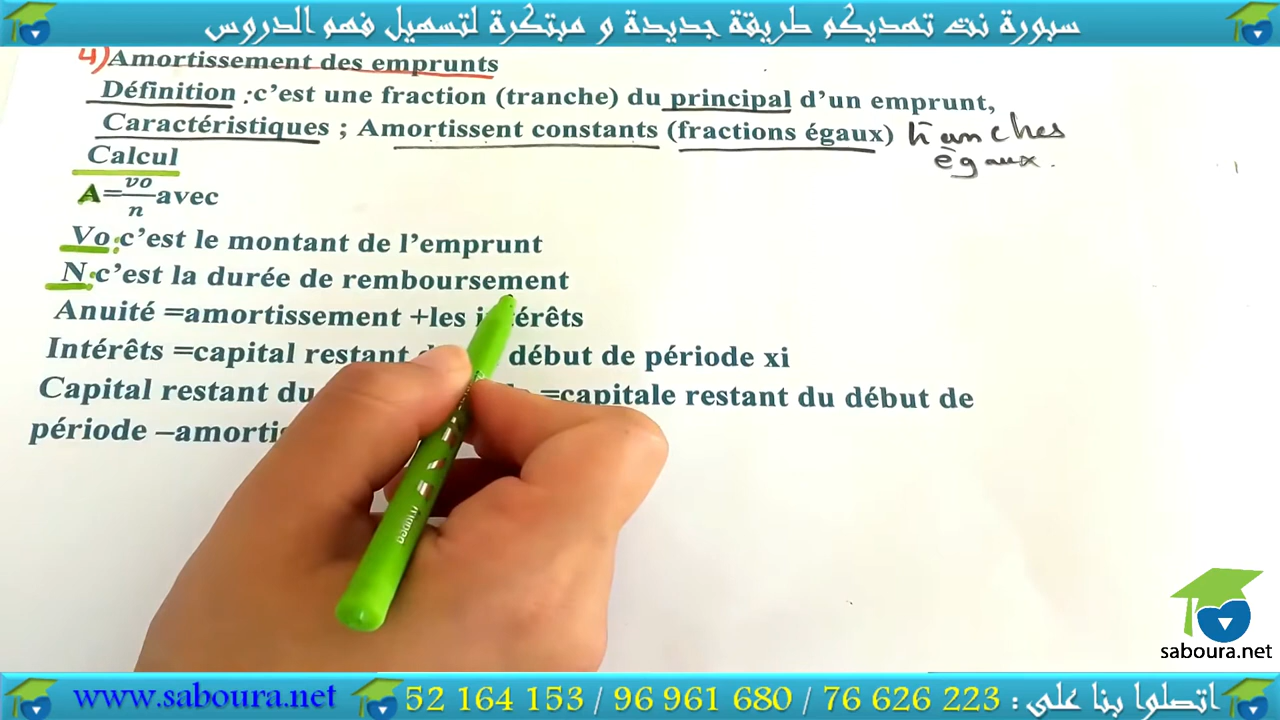 سبورة نت تهديكم طريقة جديدة و مبتكرة لتسهيل فهم الدروس
4) Amortissement des emprunts
Définition : c’est une fraction (tranche) du principal d’un emprunt,
Caractéristiques ; Amortissent constants (fractions égaux) tranches
égaux.
Calcul
A=vo/n avec
Vo : c’est le montant de l’emprunt
N : c’est la durée de remboursement
Anuité =amortissement +les intérêts
Intérêts =capital restant début de période xi
Capital restant du =capitale restant du début de
période –
saboura.net
www.saboura.net 52 164 153 / 96 961 680 / 76 626 223 : اتصلوا بنا على